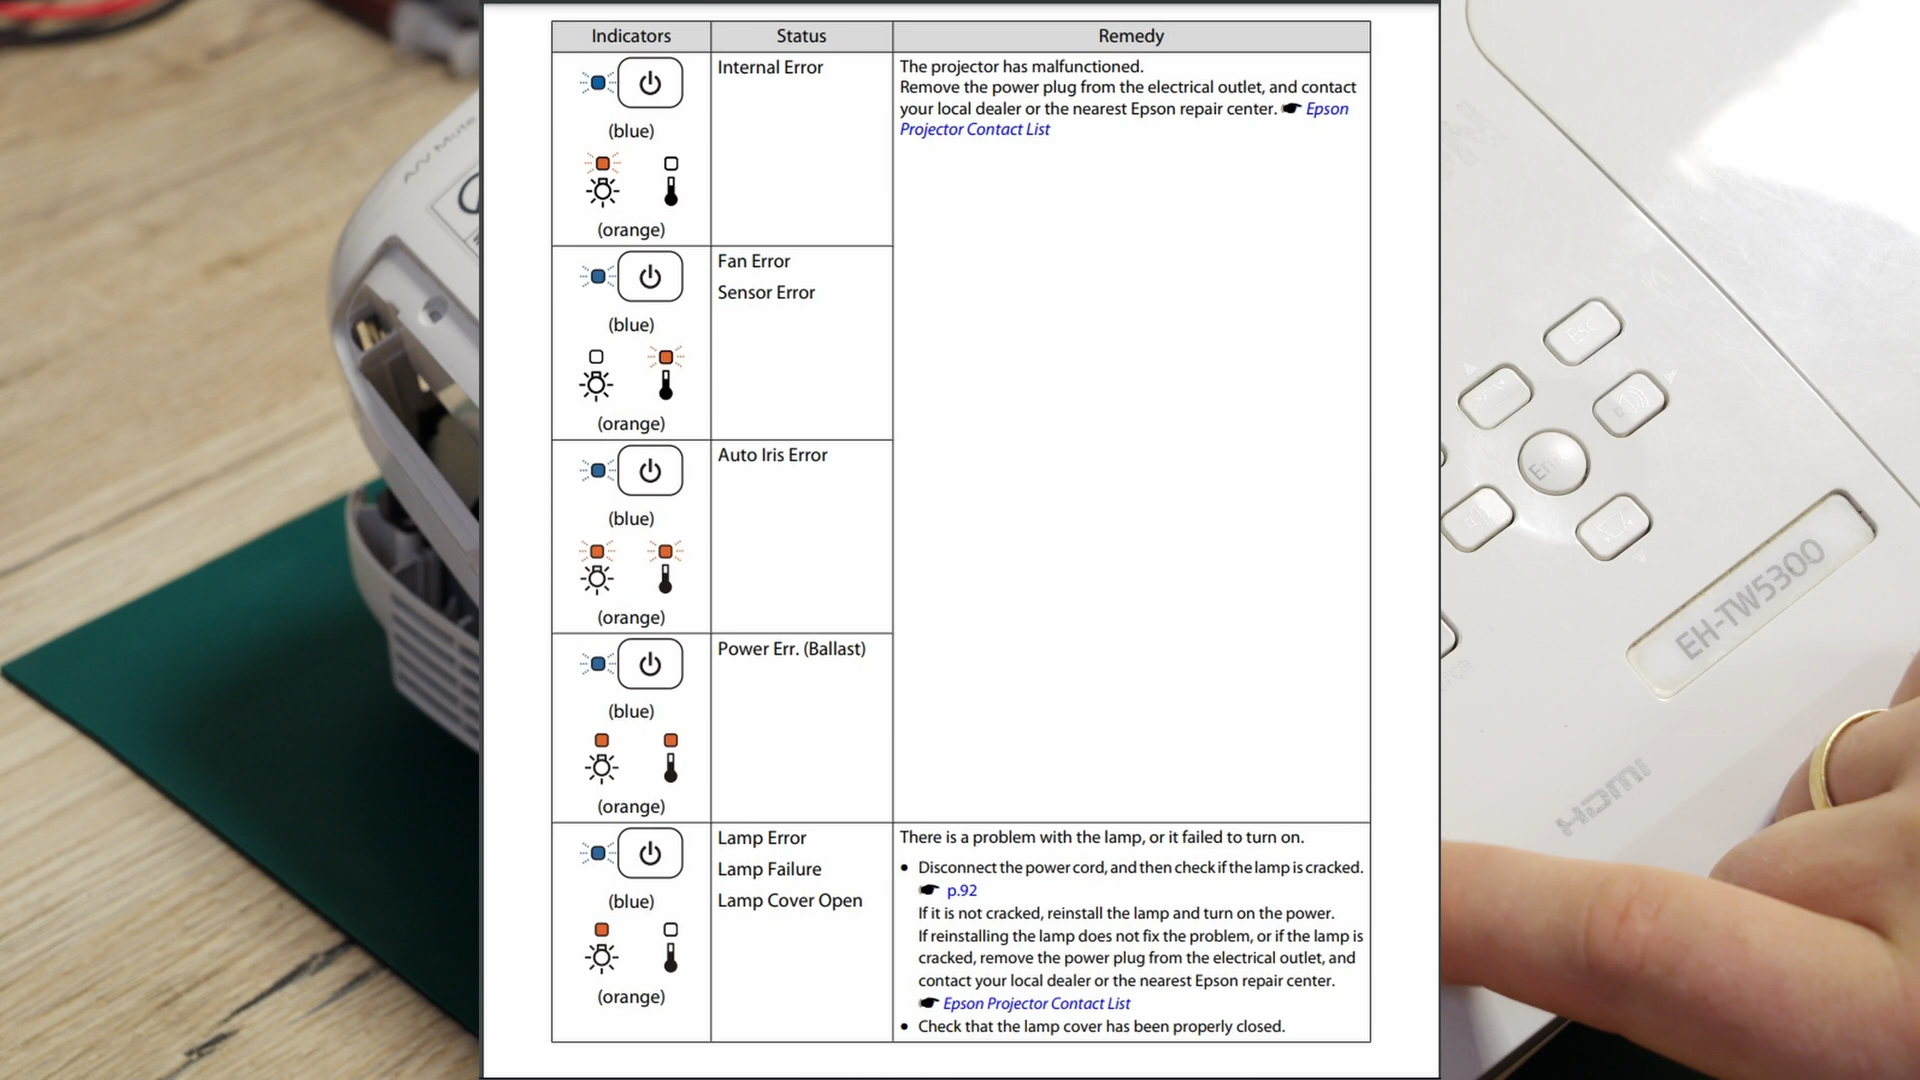 Indicators Status Remedy
Internal Error
The projector has malfunctioned.
Remove the power plug from the electrical outlet, and contact
your local dealer or the nearest Epson repair center. Epson
Projector Contact List
(blue)
(orange)
Fan Error
Sensor Error
(blue)
(orange)
Auto Iris Error
(blue)
(orange)
Power Err. (Ballast)
(blue)
(orange)
Lamp Error
Lamp Failure
Lamp Cover Open
(blue)
(orange)
There is a problem with the lamp, or it failed to turn on.
• Disconnect the power cord, and then check if the lamp is cracked.
p.92
If it is not cracked, reinstall the lamp and turn on the power.
If reinstalling the lamp does not fix the problem, or if the lamp is
cracked, remove the power plug from the electrical outlet, and
contact your local dealer or the nearest Epson repair center.
Epson Projector Contact List
• Check that the lamp cover has been properly closed.
A/V Mute
Esc
EH-TW5300
HDMI